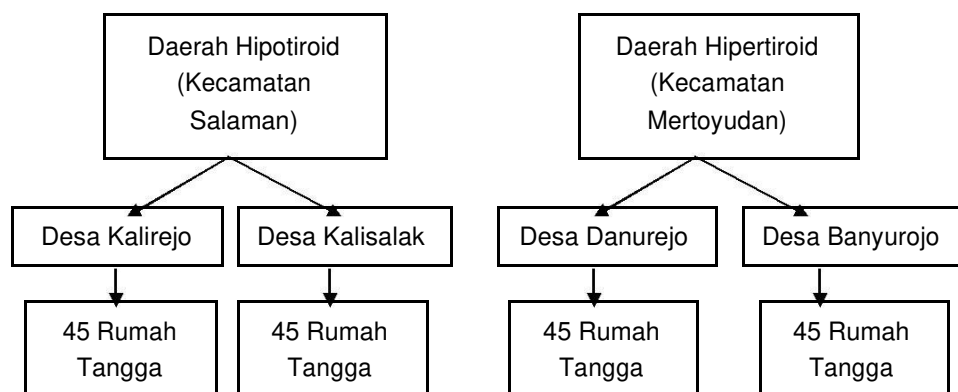 Daerah Hipotiroid
(Kecamatan
Salaman)
Daerah Hipertiroid
(Kecamatan
Mertoyudan)
Desa Kalirejo
Desa Kalisalak
Desa Danurejo
Desa Banyurojo
45 Rumah
Tangga
45 Rumah
Tangga
45 Rumah
Tangga
45 Rumah
Tangga